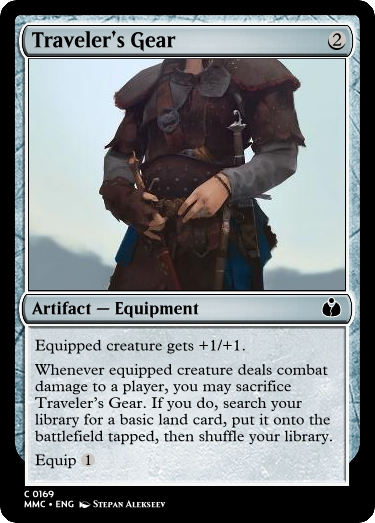 Traveler's Gear 2
Artifact — Equipment
Equipped creature gets +1/+1.
Whenever equipped creature deals combat
damage to a player, you may sacrifice
Traveler's Gear. If you do, search your
library for a basic land card, put it onto the
battlefield tapped, then shuffle your library.
Equip 1
C 0169
MMC • ENG Stepan Alekseev